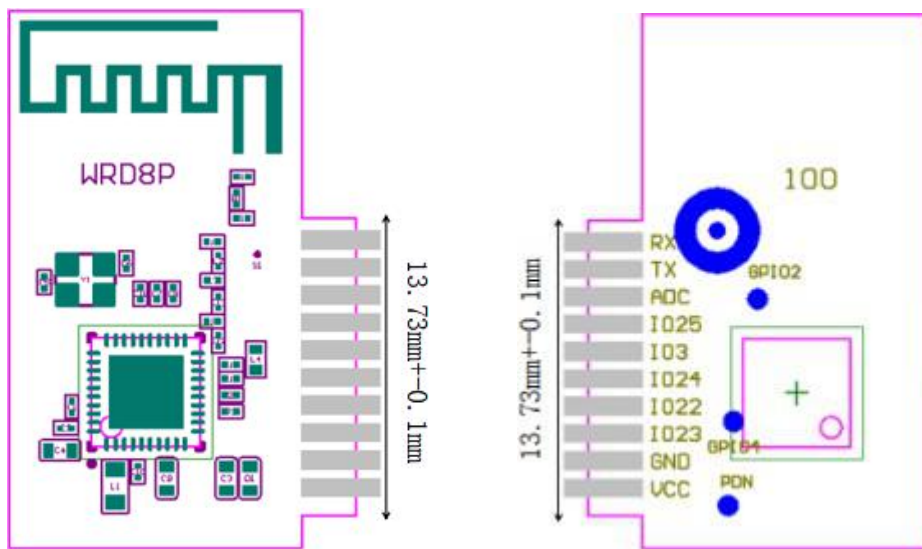 WRD8P
13.73mm+-0.1mm
100
RX
TX
GPIO2
ADC
IO25
IO3
IO24
IO22
IO23
GPIO4
GND
VCC
PDN
13.73mm+-0.1mm
L1